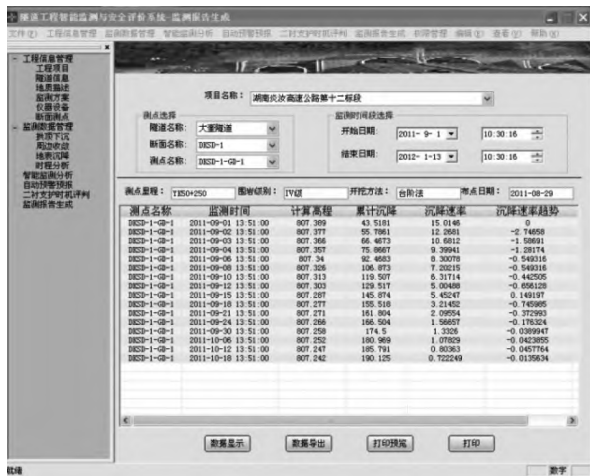 隧道工程智能监测与安全评价系统-监测报告生成
文件(F) 工程信息管理 监测数据管理 智能监测分析 自动预警预报 二衬支护时机评判 监测报告生成 权限管理 编辑(E) 查看(V) 帮助(H)
工程信息管理
工程项目
隧道信息
地质描述
监测方案
仪器设备
断面测点
监测数据管理
拱顶下沉
周边收敛
地表沉降
时程分析
智能监测分析
自动预警预报
二衬支护时机评判
监测报告生成
项目名称： 湖南炎汝高速公路第十二标段
测点选择 监测时间段选择
隧道名称： 大董隧道 开始日期： 2011- 9- 1 10:30:16
断面名称： DXSD-1
测点名称： DXSD-1-GD-1 结束日期： 2012- 1-13 10:30:16
测点里程： YK50+250 围岩级别： IV级 开挖方法： 台阶法 布点日期： 2011-08-29
测点名称 监测时间 计算高程 累计沉降 沉降速率 沉降速率趋势
DXSD-1-GD-1 2011-09-01 13:51:00 807.389 43.5181 15.0146 0
DXSD-1-GD-1 2011-09-02 13:51:00 807.377 55.7861 12.2681 -2.74658
DXSD-1-GD-1 2011-09-03 13:51:00 807.366 66.4673 10.6812 -1.58691
DXSD-1-GD-1 2011-09-04 13:51:00 807.357 75.8667 9.39941 -1.28174
DXSD-1-GD-1 2011-09-06 13:51:00 807.34 92.4683 8.30078 -0.549316
DXSD-1-GD-1 2011-09-08 13:51:00 807.326 106.873 7.20215 -0.549316
DXSD-1-GD-1 2011-09-10 13:51:00 807.313 119.507 6.31714 -0.442505
DXSD-1-GD-1 2011-09-12 13:51:00 807.303 129.517 5.00488 -0.656128
DXSD-1-GD-1 2011-09-15 13:51:00 807.287 145.874 5.45247 0.149197
DXSD-1-GD-1 2011-09-18 13:51:00 807.277 155.518 3.21452 -0.745985
DXSD-1-GD-1 2011-09-21 13:51:00 807.271 161.804 2.09554 -0.372993
DXSD-1-GD-1 2011-09-24 13:51:00 807.266 166.504 1.56657 -0.176324
DXSD-1-GD-1 2011-09-30 13:51:00 807.258 174.5 1.3326 -0.0389947
DXSD-1-GD-1 2011-10-06 13:51:00 807.252 180.969 1.07829 -0.0423855
DXSD-1-GD-1 2011-10-12 13:51:00 807.247 185.791 0.80363 -0.0457764
DXSD-1-GD-1 2011-10-18 13:51:00 807.242 190.125 0.722249 -0.0135634
数据显示 数据导出 打印预览 打印
就绪 数字